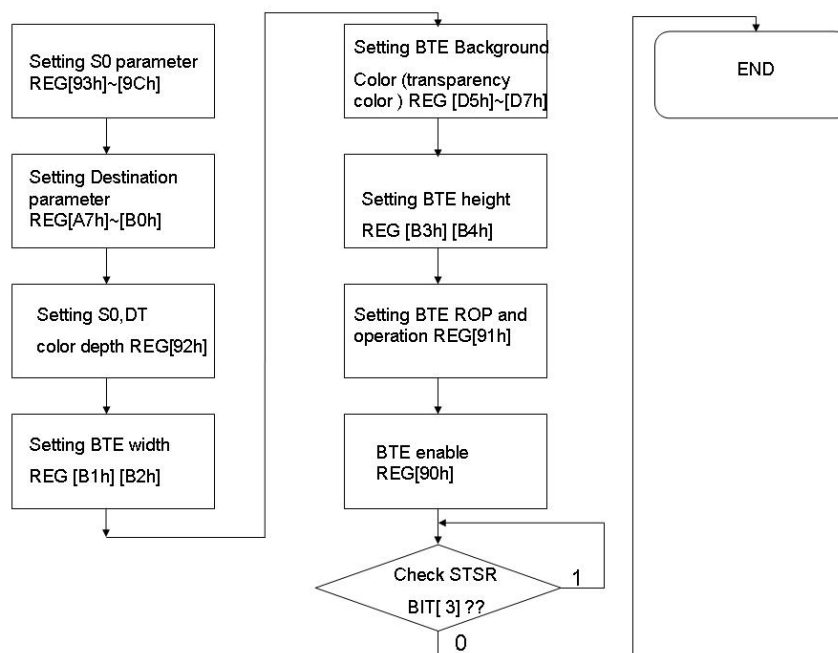 Setting S0 parameter
REG[93h]~[9Ch]
Setting Destination
parameter
REG[A7h]~[B0h]
Setting S0,DT
color depth REG[92h]
Setting BTE width
REG [B1h] [B2h]
Setting BTE Background
Color (transparency
color ) REG [D5h]~[D7h]
Setting BTE height
REG [B3h] [B4h]
Setting BTE ROP and
operation REG[91h]
BTE enable
REG[90h]
Check STSR
BIT[ 3] ??
1
0
END